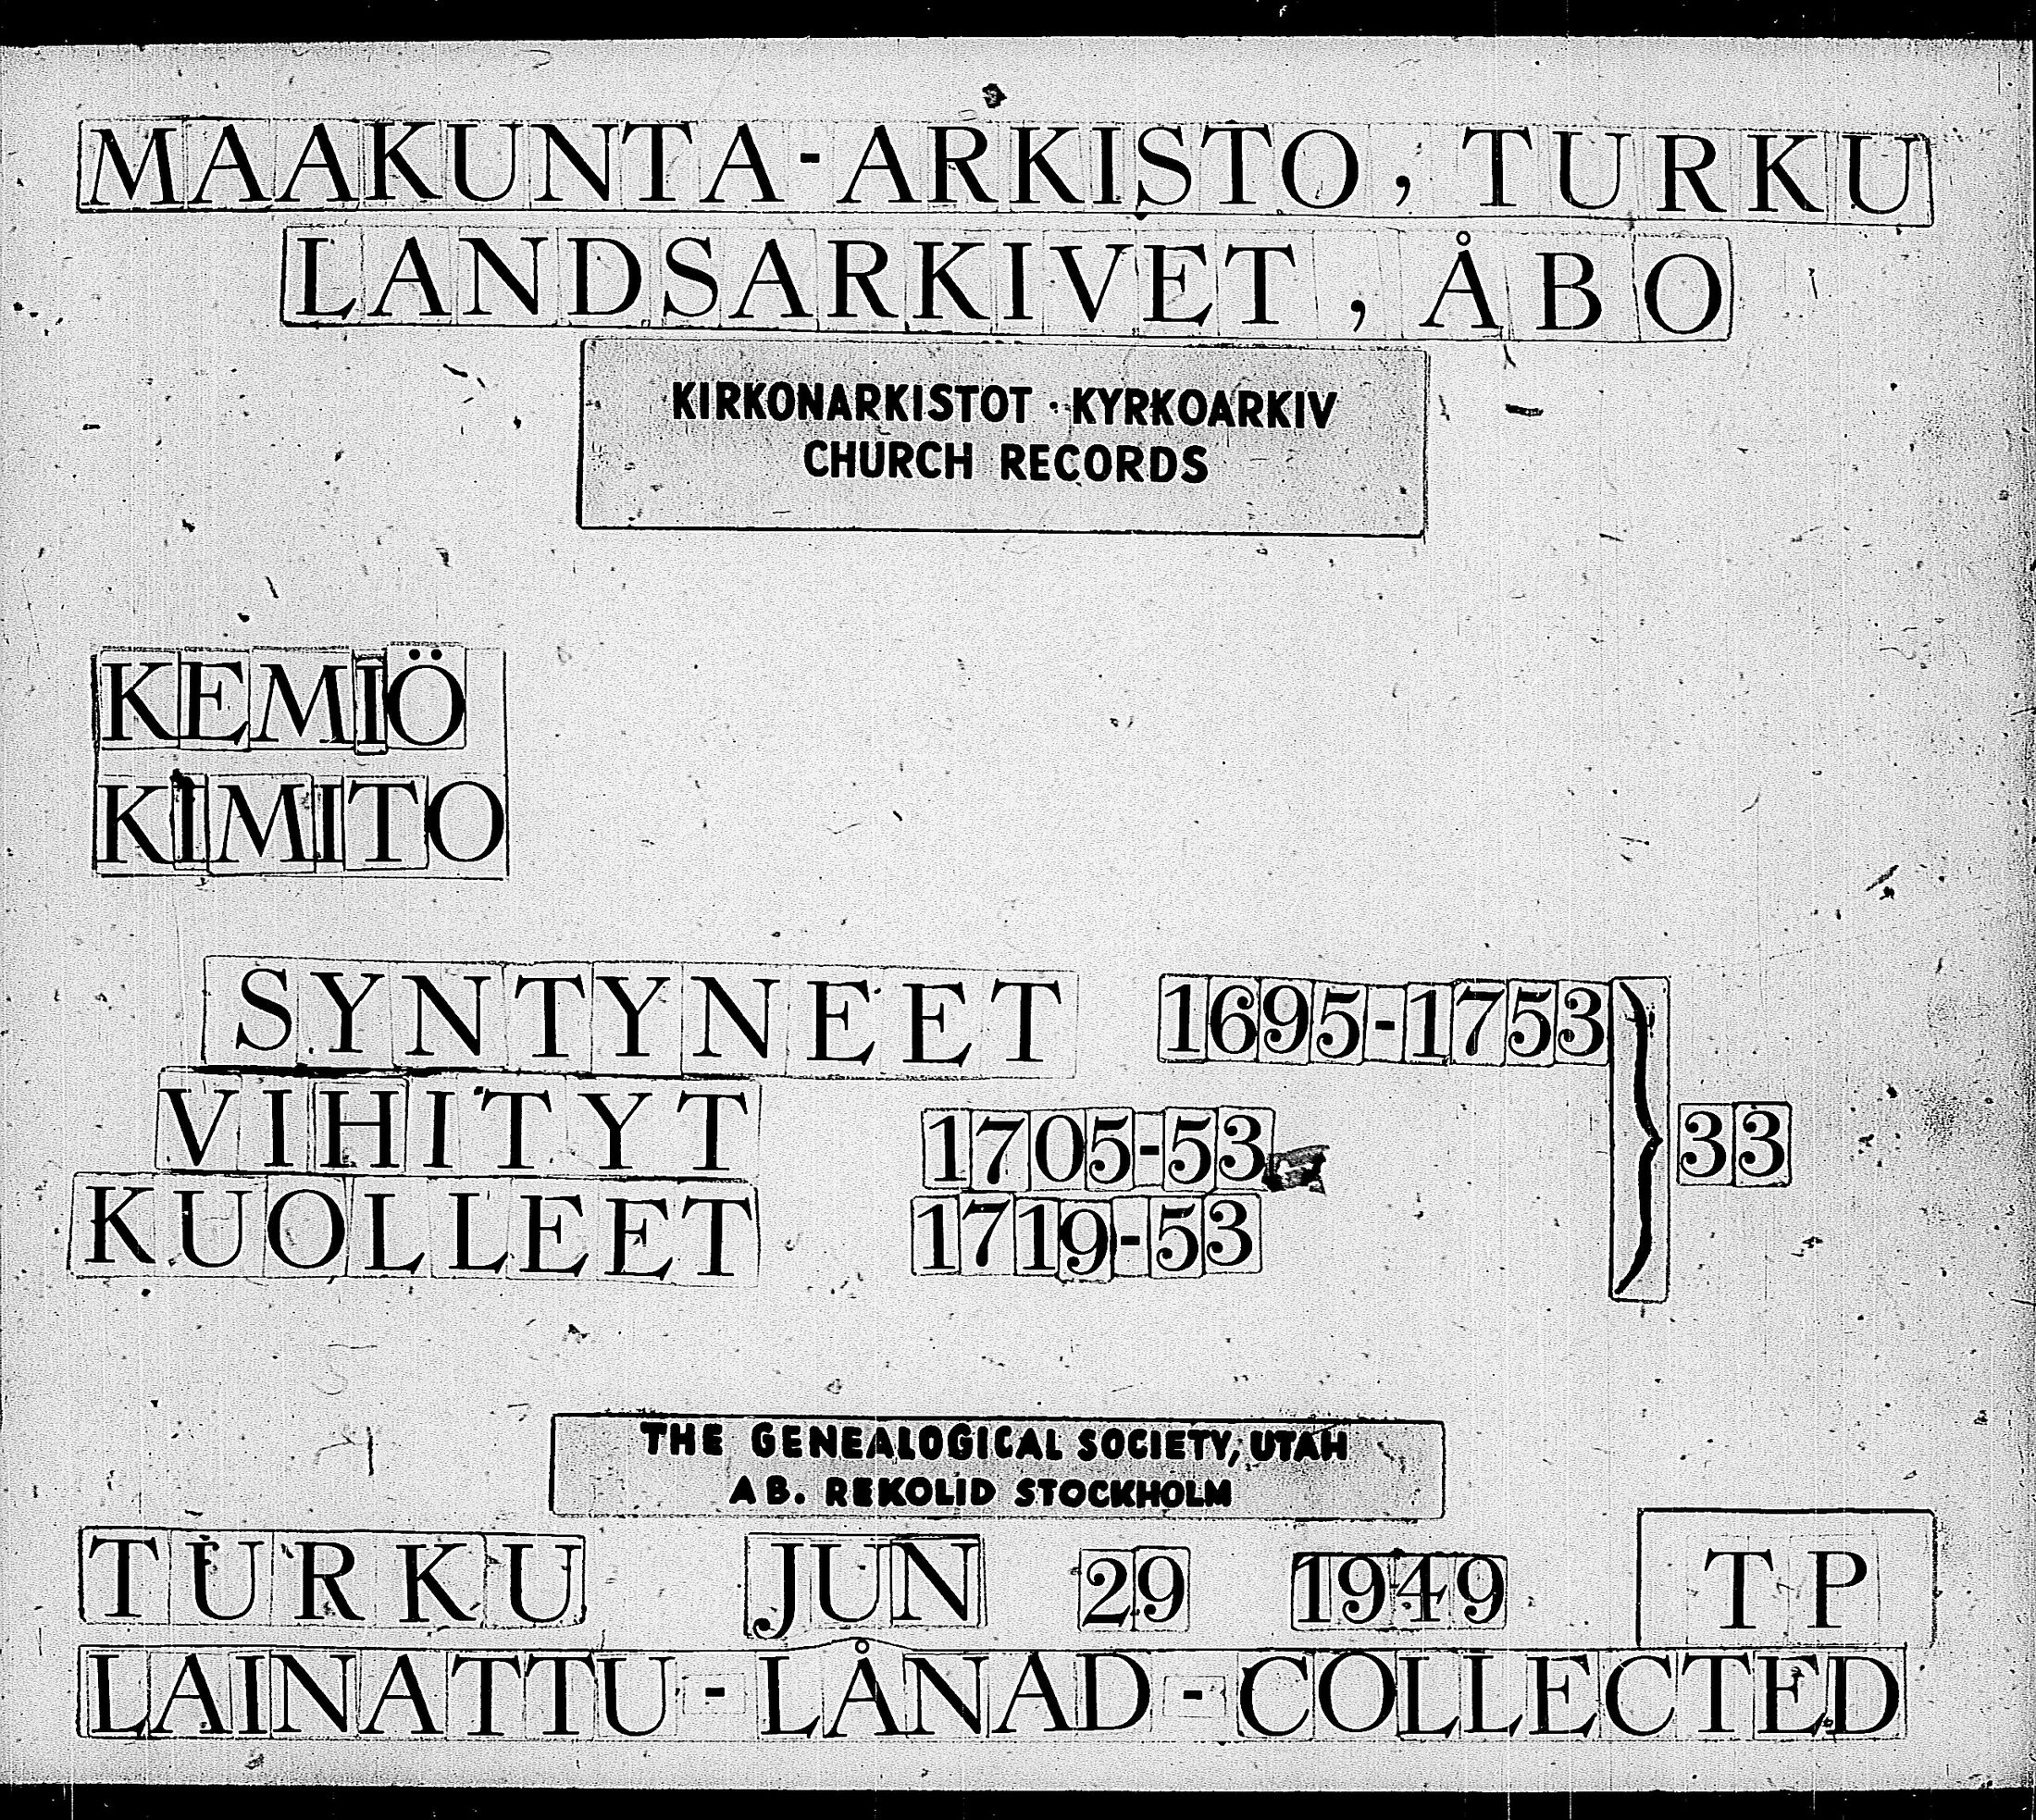 MAAKUNTA-ARKISTO, TURKU
LANDSARKIVET, ÅBO
KIRKONARKISTOT · KYRKOARKIV
CHURCH RECORDS
KEMIÖ
KIMITO
SYNTYNEET 1695-1753
VIHITYT 1705-53
33
KUOLLEET 1719-53
THE GENEALOGICAL SOCIETY, UTAH
AB. REKOLID STOCKHOLM
TURKU JUN 29 1949 TP
LAINATTU - LÅNAD - COLLECTED